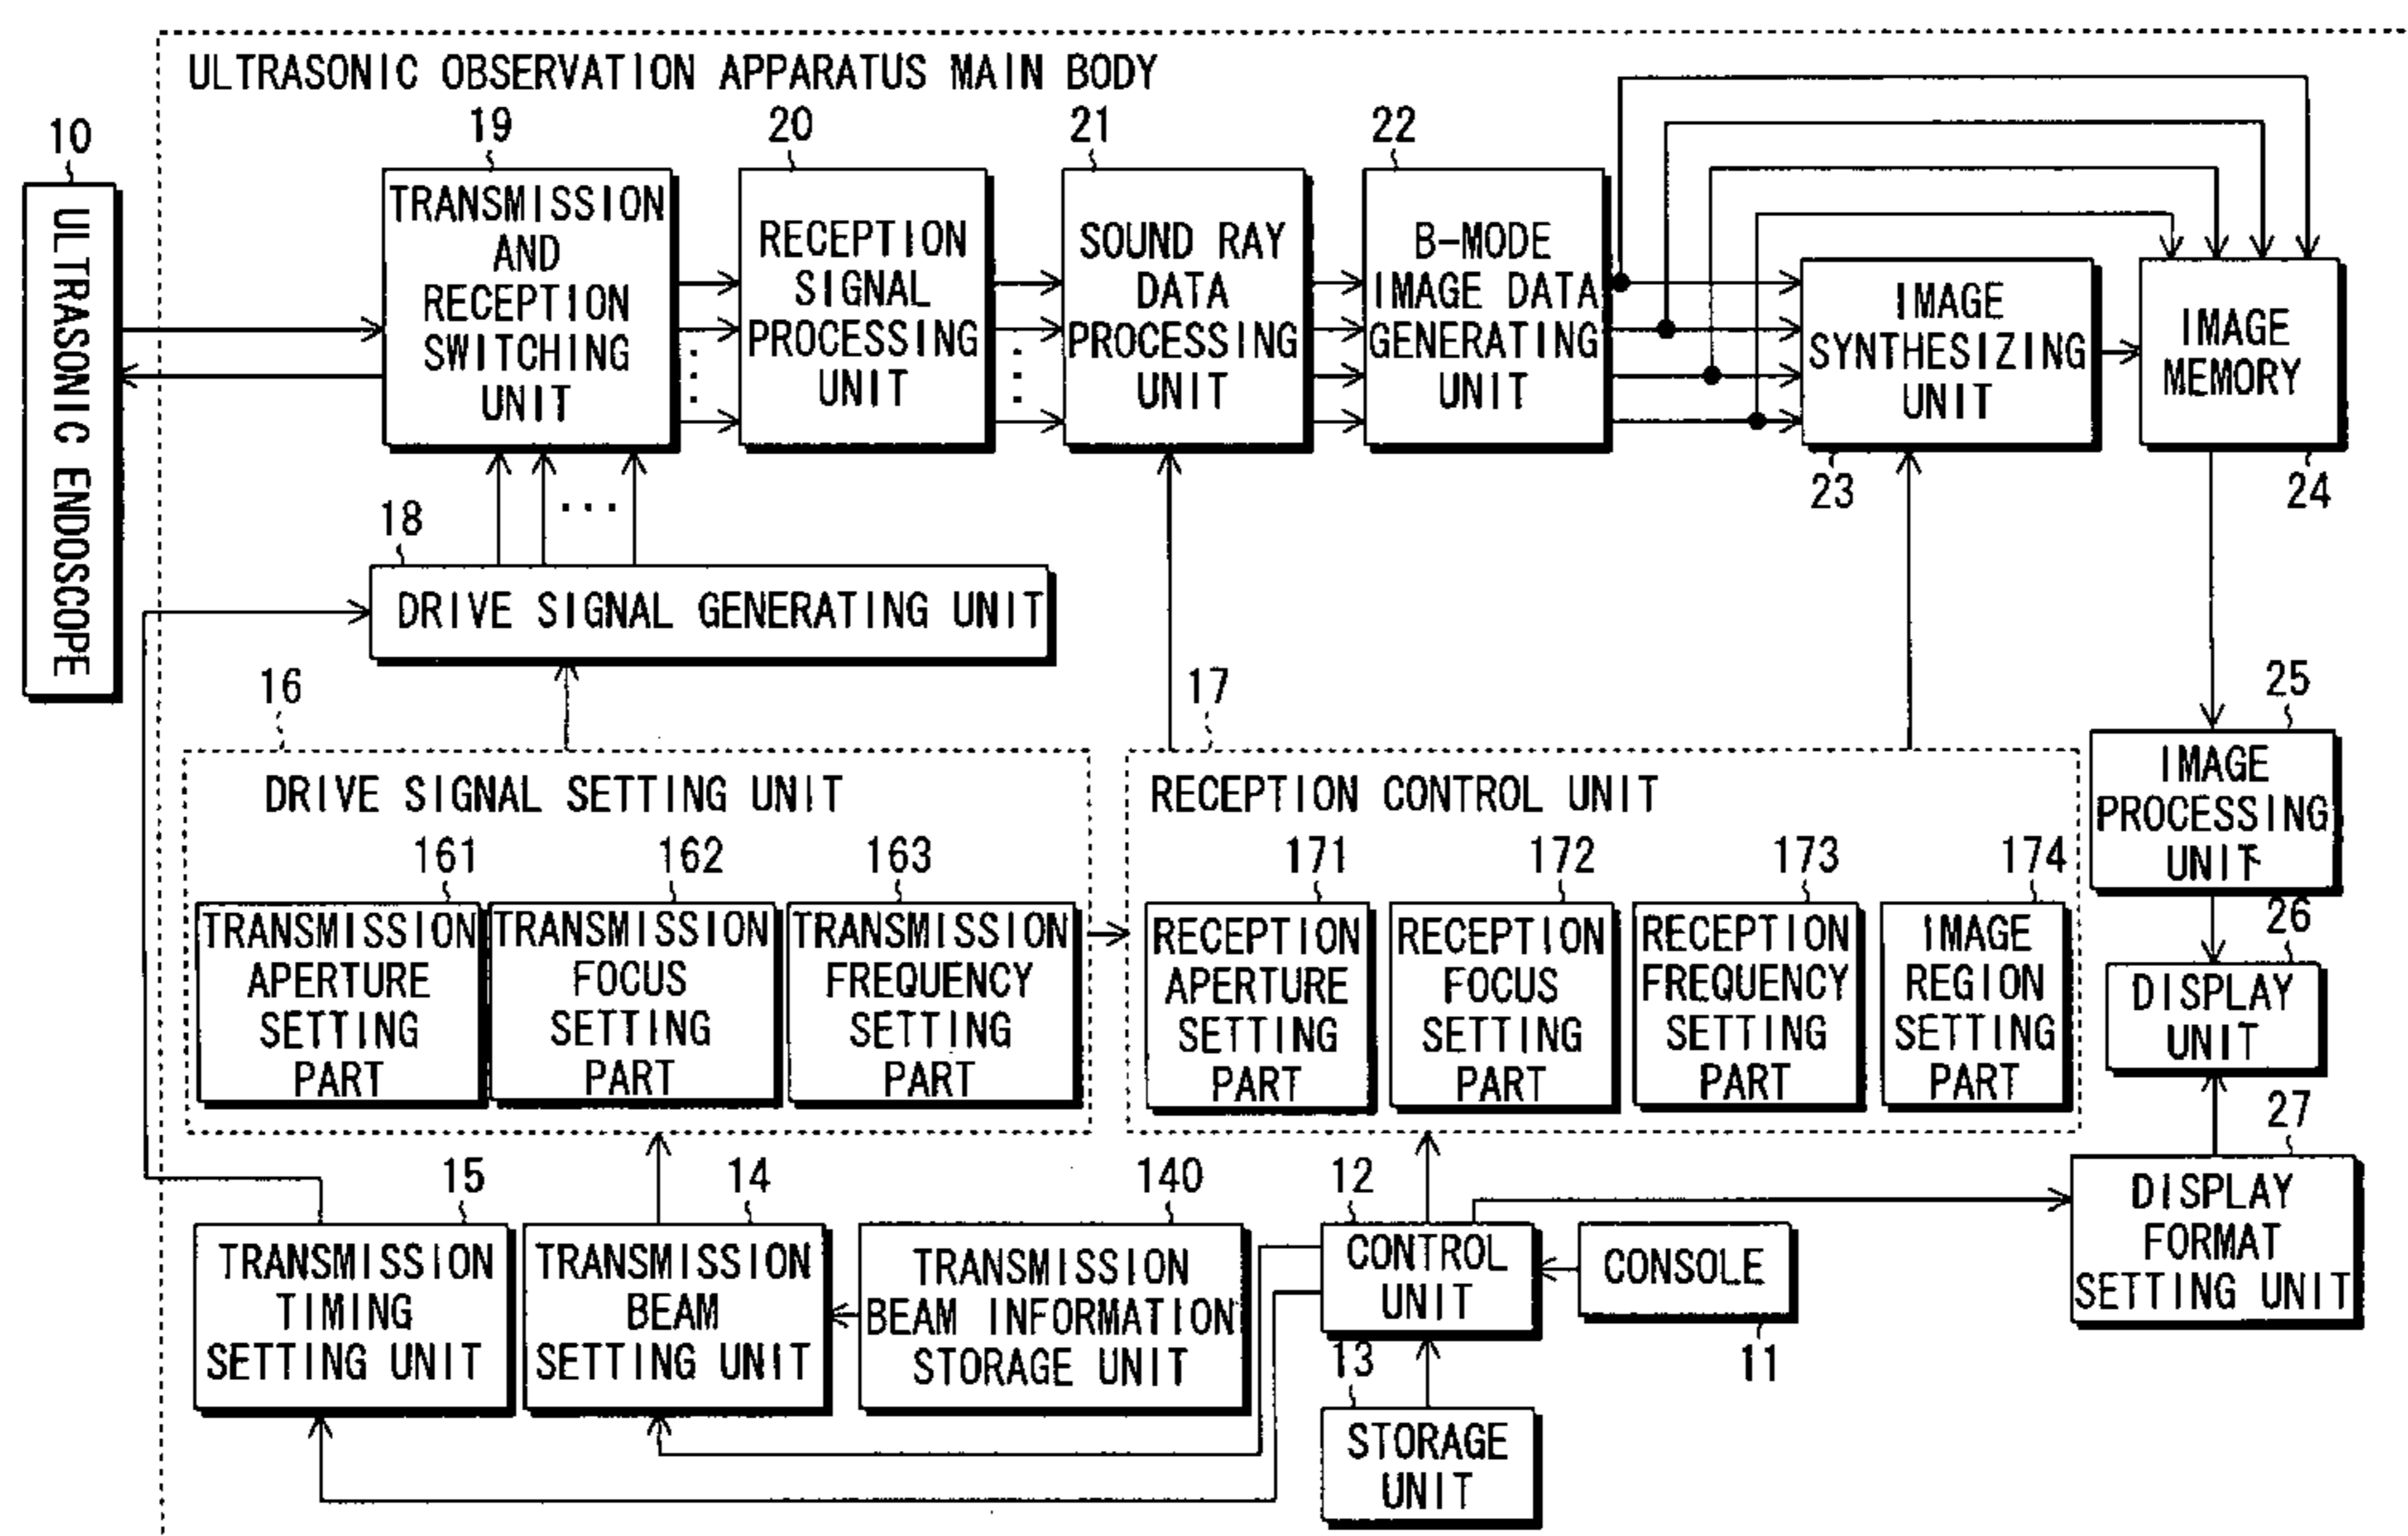 ULTRASONIC OBSERVATION APPARATUS MAIN BODY
10
ULTRASONIC ENDOSCOPE
19
TRANSMISSION
AND
RECEPTION
SWITCHING
UNIT
20
RECEPTION
SIGNAL
PROCESSING
UNIT
21
SOUND RAY
DATA
PROCESSING
UNIT
22
B-MODE
IMAGE DATA
GENERATING
UNIT
IMAGE
SYNTHESIZING
UNIT
23
IMAGE
MEMORY
24
18
DRIVE SIGNAL GENERATING UNIT
16
DRIVE SIGNAL SETTING UNIT
161
TRANSMISSION
APERTURE
SETTING
PART
162
TRANSMISSION
FOCUS
SETTING
PART
163
TRANSMISSION
FREQUENCY
SETTING
PART
17
RECEPTION CONTROL UNIT
171
RECEPTION
APERTURE
SETTING
PART
172
RECEPTION
FOCUS
SETTING
PART
173
RECEPTION
FREQUENCY
SETTING
PART
174
IMAGE
REGION
SETTING
PART
25
IMAGE
PROCESSING
UNIT
26
DISPLAY
UNIT
27
DISPLAY
FORMAT
SETTING UNIT
15
TRANSMISSION
TIMING
SETTING UNIT
14
TRANSMISSION
BEAM
SETTING UNIT
140
TRANSMISSION
BEAM INFORMATION
STORAGE UNIT
12
CONTROL
UNIT
CONSOLE
11
13
STORAGE
UNIT